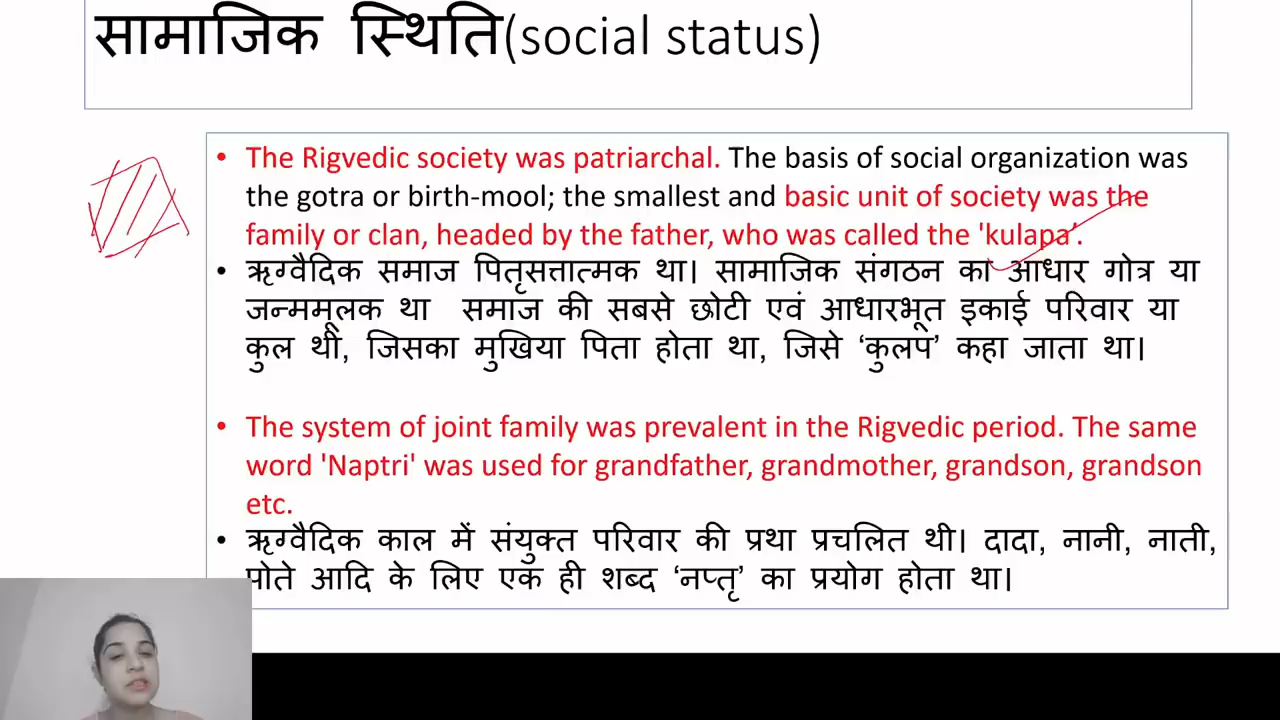 सामाजिक स्थिति(social status)
• The Rigvedic society was patriarchal. The basis of social organization was
the gotra or birth-mool; the smallest and basic unit of society was the
family or clan, headed by the father, who was called the 'kulapa'.
• ऋग्वैदिक समाज पितृसत्तात्मक था। सामाजिक संगठन का आधार गोत्र या
जन्ममूलक था समाज की सबसे छोटी एवं आधारभूत इकाई परिवार या
कुल थी, जिसका मुखिया पिता होता था, जिसे ‘कुलप’ कहा जाता था।
• The system of joint family was prevalent in the Rigvedic period. The same
word 'Naptri' was used for grandfather, grandmother, grandson, grandson
etc.
• ऋग्वैदिक काल में संयुक्त परिवार की प्रथा प्रचलित थी। दादा, नानी, नाती,
पोते आदि के लिए एक ही शब्द ‘नप्तृ’ का प्रयोग होता था।